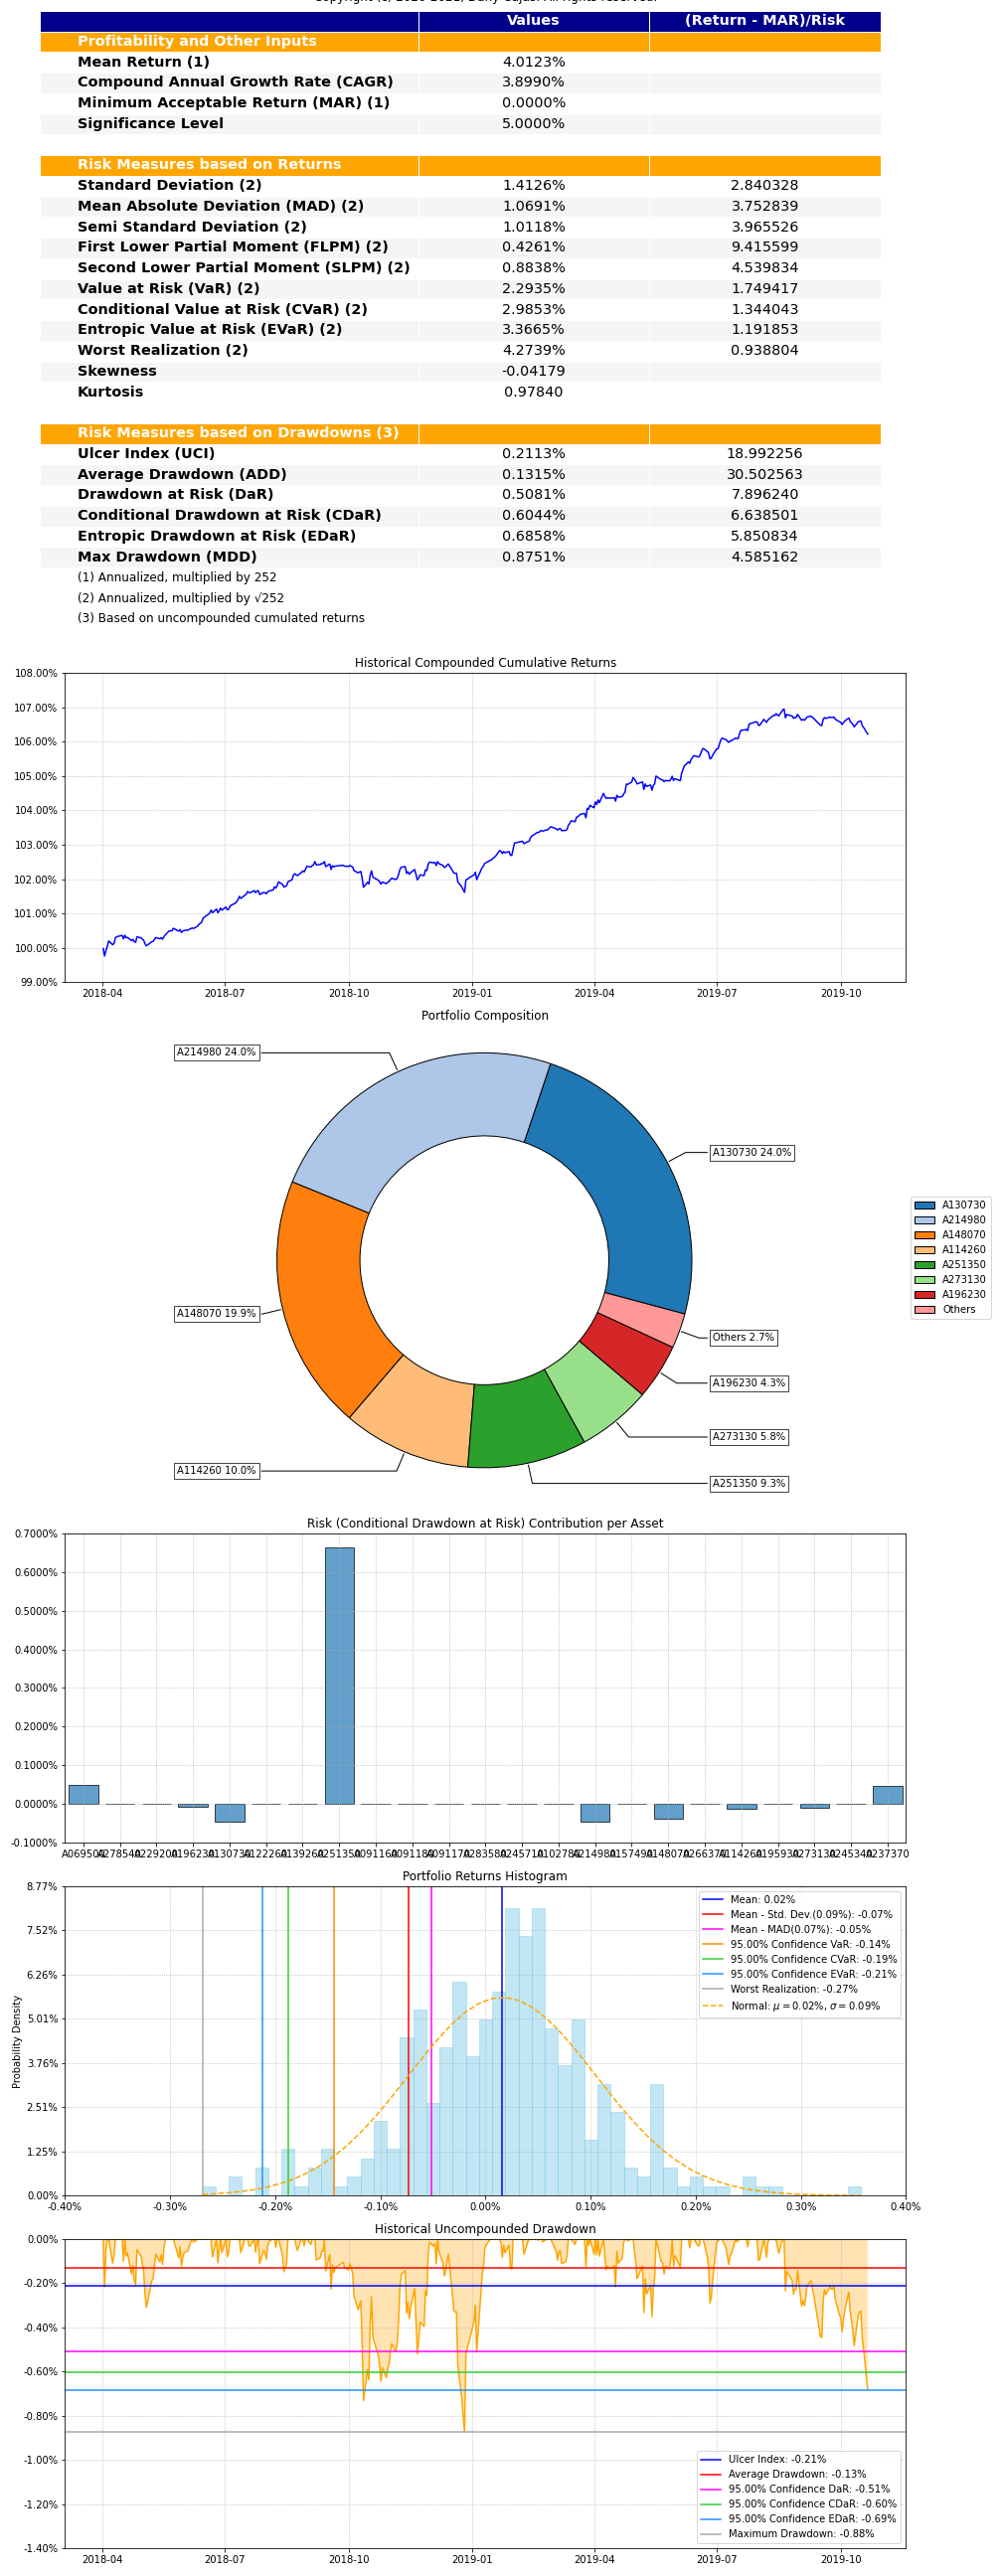 Values (Return - MAR)/Risk
Profitability and Other Inputs
Mean Return (1) 4.0123%
Compound Annual Growth Rate (CAGR) 3.8990%
Minimum Acceptable Return (MAR) (1) 0.0000%
Significance Level 5.0000%
Risk Measures based on Returns
Standard Deviation (2) 1.4126% 2.840328
Mean Absolute Deviation (MAD) (2) 1.0691% 3.752839
Semi Standard Deviation (2) 1.0118% 3.965526
First Lower Partial Moment (FLPM) (2) 0.4261% 9.415599
Second Lower Partial Moment (SLPM) (2) 0.8838% 4.539834
Value at Risk (VaR) (2) 2.2935% 1.749417
Conditional Value at Risk (CVaR) (2) 2.9853% 1.344043
Entropic Value at Risk (EVaR) (2) 3.3665% 1.191853
Worst Realization (2) 4.2739% 0.938804
Skewness -0.04179
Kurtosis 0.97840
Risk Measures based on Drawdowns (3)
Ulcer Index (UCI) 0.2113% 18.992256
Average Drawdown (ADD) 0.1315% 30.502563
Drawdown at Risk (DaR) 0.5081% 7.896240
Conditional Drawdown at Risk (CDaR) 0.6044% 6.638501
Entropic Drawdown at Risk (EDaR) 0.6858% 5.850834
Max Drawdown (MDD) 0.8751% 4.585162
(1) Annualized, multiplied by 252
(2) Annualized, multiplied by √252
(3) Based on uncompounded cumulated returns
Historical Compounded Cumulative Returns
108.00%
107.00%
106.00%
105.00%
104.00%
103.00%
102.00%
101.00%
100.00%
99.00%
2018-04 2018-07 2018-10 2019-01 2019-04 2019-07 2019-10
Portfolio Composition
A214980 24.0%
A130730 24.0%
A148070 19.9%
Others 2.7%
A196230 4.3%
A273130 5.8%
A114260 10.0%
A251350 9.3%
A130730
A214980
A148070
A114260
A251350
A273130
A196230
Others
Risk (Conditional Drawdown at Risk) Contribution per Asset
0.7000%
0.6000%
0.5000%
0.4000%
0.3000%
0.2000%
0.1000%
0.0000%
-0.1000%
Portfolio Returns Histogram
Probability Density
8.77%
7.52%
6.26%
5.01%
3.76%
2.51%
1.25%
0.00%
-0.40% -0.30% -0.20% -0.10% 0.00% 0.10% 0.20% 0.30% 0.40%
Mean: 0.02%
Mean - Std. Dev.(0.09%): -0.07%
Mean - MAD(0.07%): -0.05%
95.00% Confidence VaR: -0.14%
95.00% Confidence CVaR: -0.19%
95.00% Confidence EVaR: -0.21%
Worst Realization: -0.27%
Normal: μ = 0.02%, σ = 0.09%
Historical Uncompounded Drawdown
0.00%
-0.20%
-0.40%
-0.60%
-0.80%
-1.00%
-1.20%
-1.40%
Ulcer Index: -0.21%
Average Drawdown: -0.13%
95.00% Confidence DaR: -0.51%
95.00% Confidence CDaR: -0.60%
95.00% Confidence EDaR: -0.69%
Maximum Drawdown: -0.88%
2018-04 2018-07 2018-10 2019-01 2019-04 2019-07 2019-10